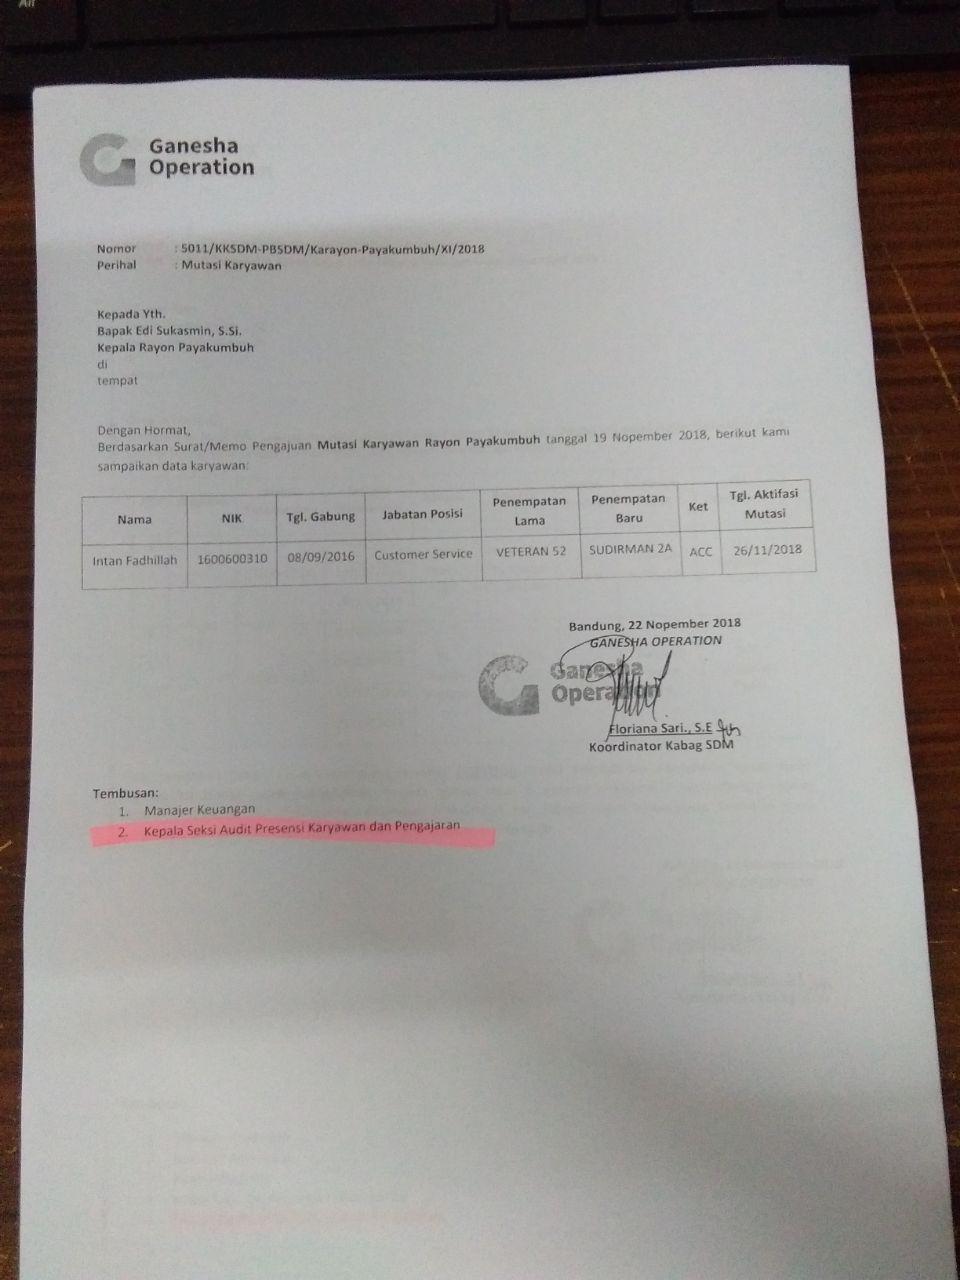 Alt
Ganesha
Operation
Nomor : 5011/KKSDM-PBSDM/Karayon-Payakumbuh/XI/2018
Perihal : Mutasi Karyawan
Kepada Yth.
Bapak Edi Sukasmin, S.Si.
Kepala Rayon Payakumbuh
di
tempat
Dengan Hormat,
Berdasarkan Surat/Memo Pengajuan Mutasi Karyawan Rayon Payakumbuh tanggal 19 Nopember 2018, berikut kami
sampaikan data karyawan:
Nama NIK Tgl. Gabung Jabatan Posisi Penempatan Lama Penempatan Baru Ket Tgl. Aktifasi Mutasi
Intan Fadhillah 1600600310 08/09/2016 Customer Service VETERAN 52 SUDIRMAN 2A ACC 26/11/2018
Bandung, 22 Nopember 2018
GANESHA OPERATION
Ganesha
Operation
Floriana Sari., S.E
Koordinator Kabag SDM
Tembusan:
1. Manajer Keuangan
2. Kepala Seksi Audit Presensi Karyawan dan Pengajaran